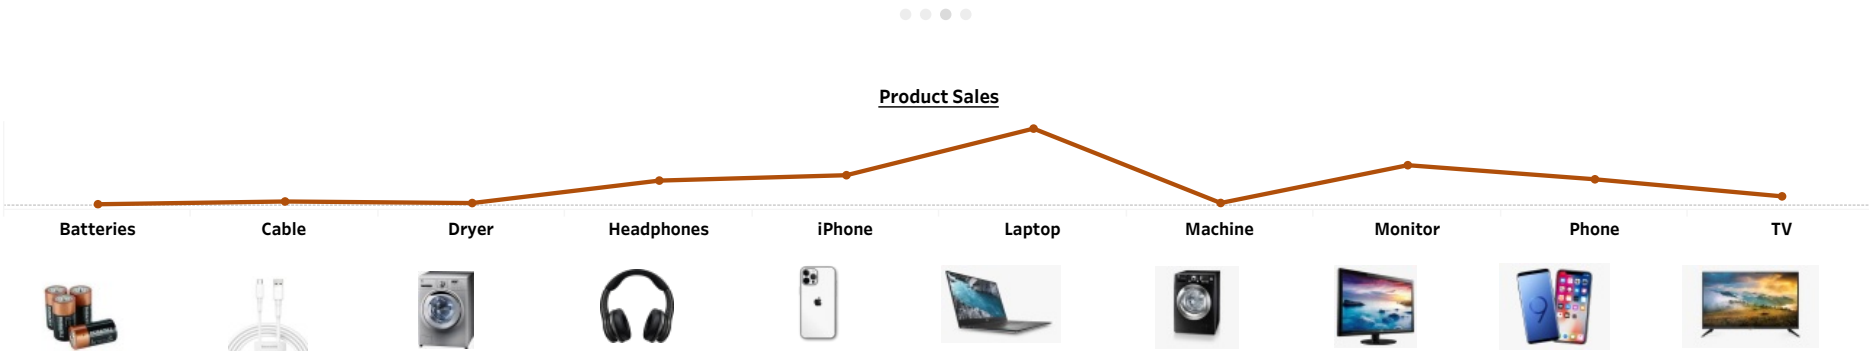 Product Sales
Batteries Cable Dryer Headphones iPhone Laptop Machine Monitor Phone TV